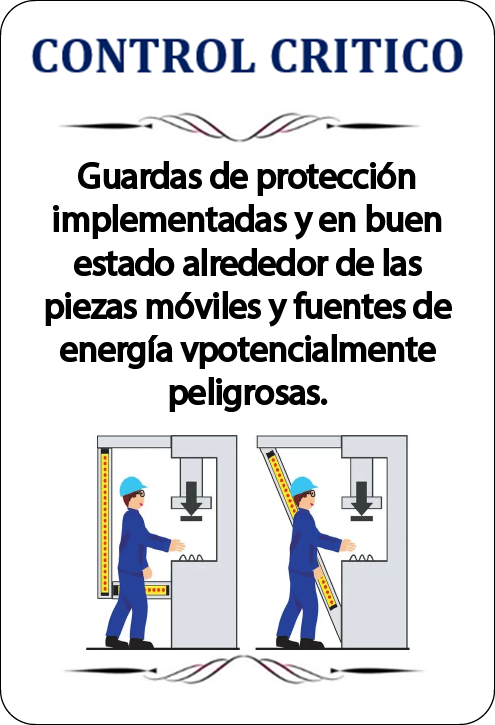 CONTROL CRITICO
Guardas de protección
implementadas y en buen
estado alrededor de las
piezas móviles y fuentes de
energía vpotencialmente
peligrosas.